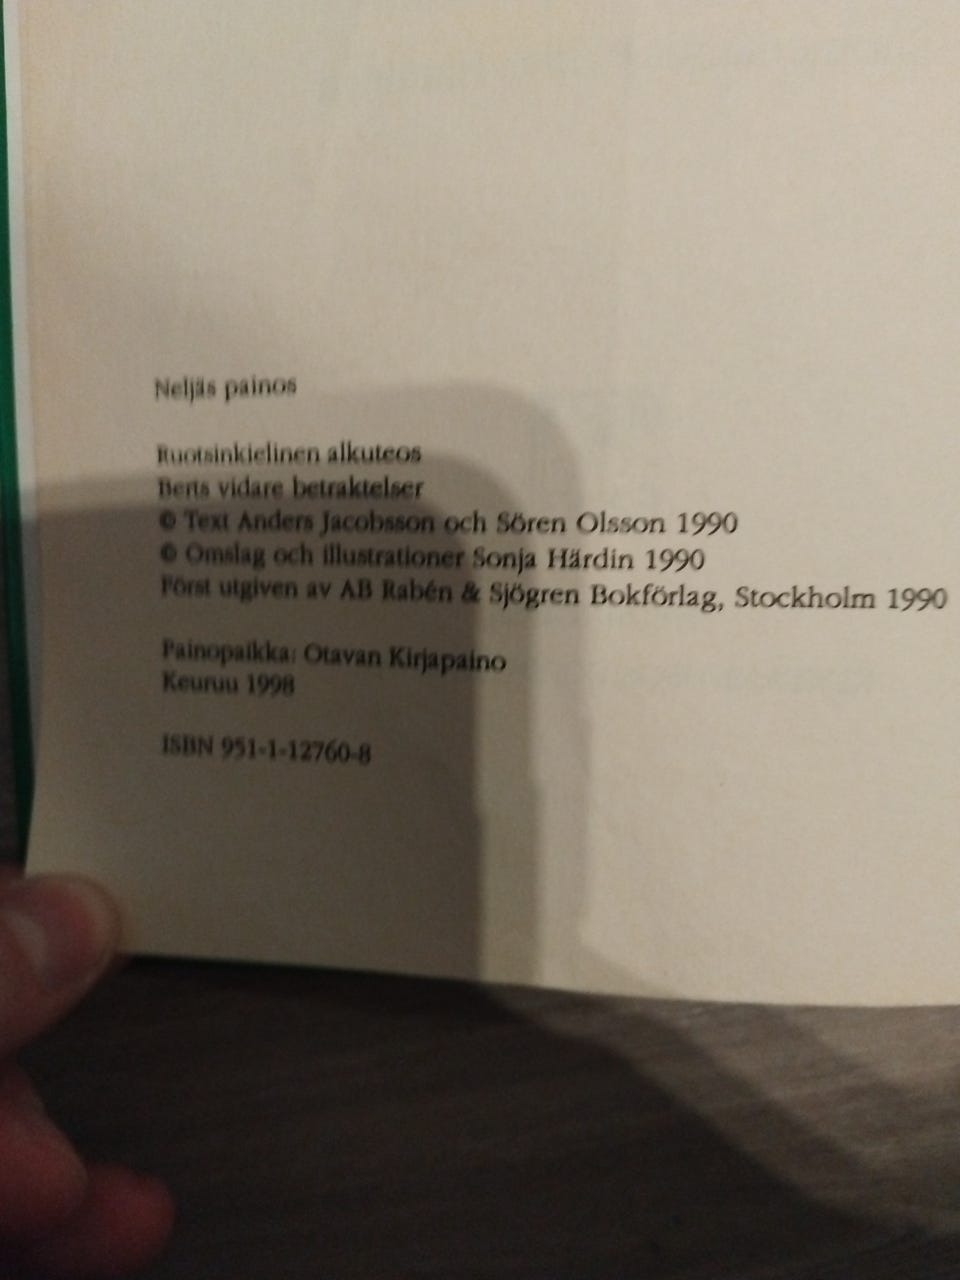 Neljäs painos
Ruotsinkielinen alkuteos
Berts vidare betraktelser
© Text Anders Jacobsson och Sören Olsson 1990
© Omslag och illustrationer Sonja Härdin 1990
Först utgiven av AB Rabén & Sjögren Bokförlag, Stockholm 1990
Painopaikka: Otavan Kirjapaino
Keuruu 1998
ISBN 951-1-12760-8